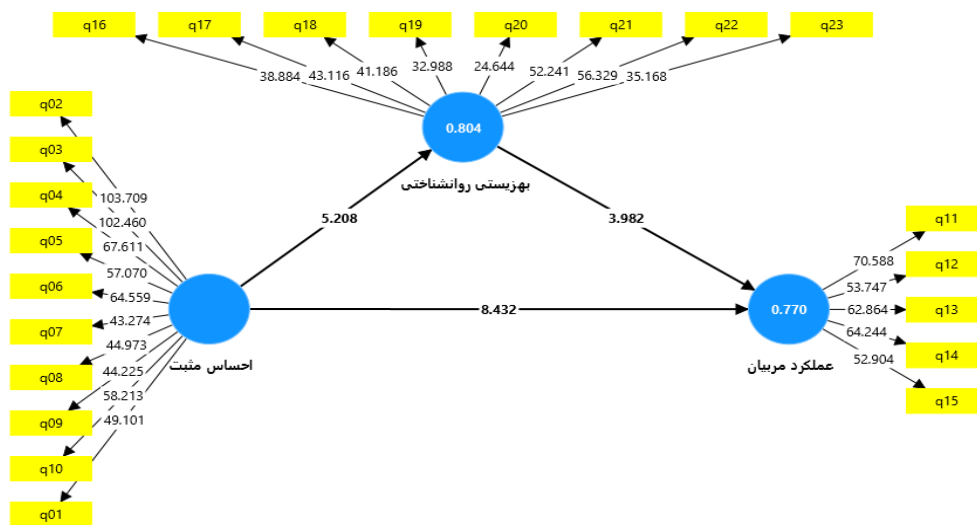 q16
q17
q18
q19
q20
q21
q22
q23
38.884
43.116
41.186
32.988
24.644
52.241
56.329
35.168
q02
q03
q04
q05
q06
q07
q08
q09
q10
q01
103.709
102.460
67.611
57.070
64.559
43.274
44.973
44.225
58.213
49.101
0.804
بهزیستی روانشناختی
5.208
3.982
8.432
احساس مثبت
0.770
عملکرد مربیان
70.588
53.747
62.864
64.244
52.904
q11
q12
q13
q14
q15